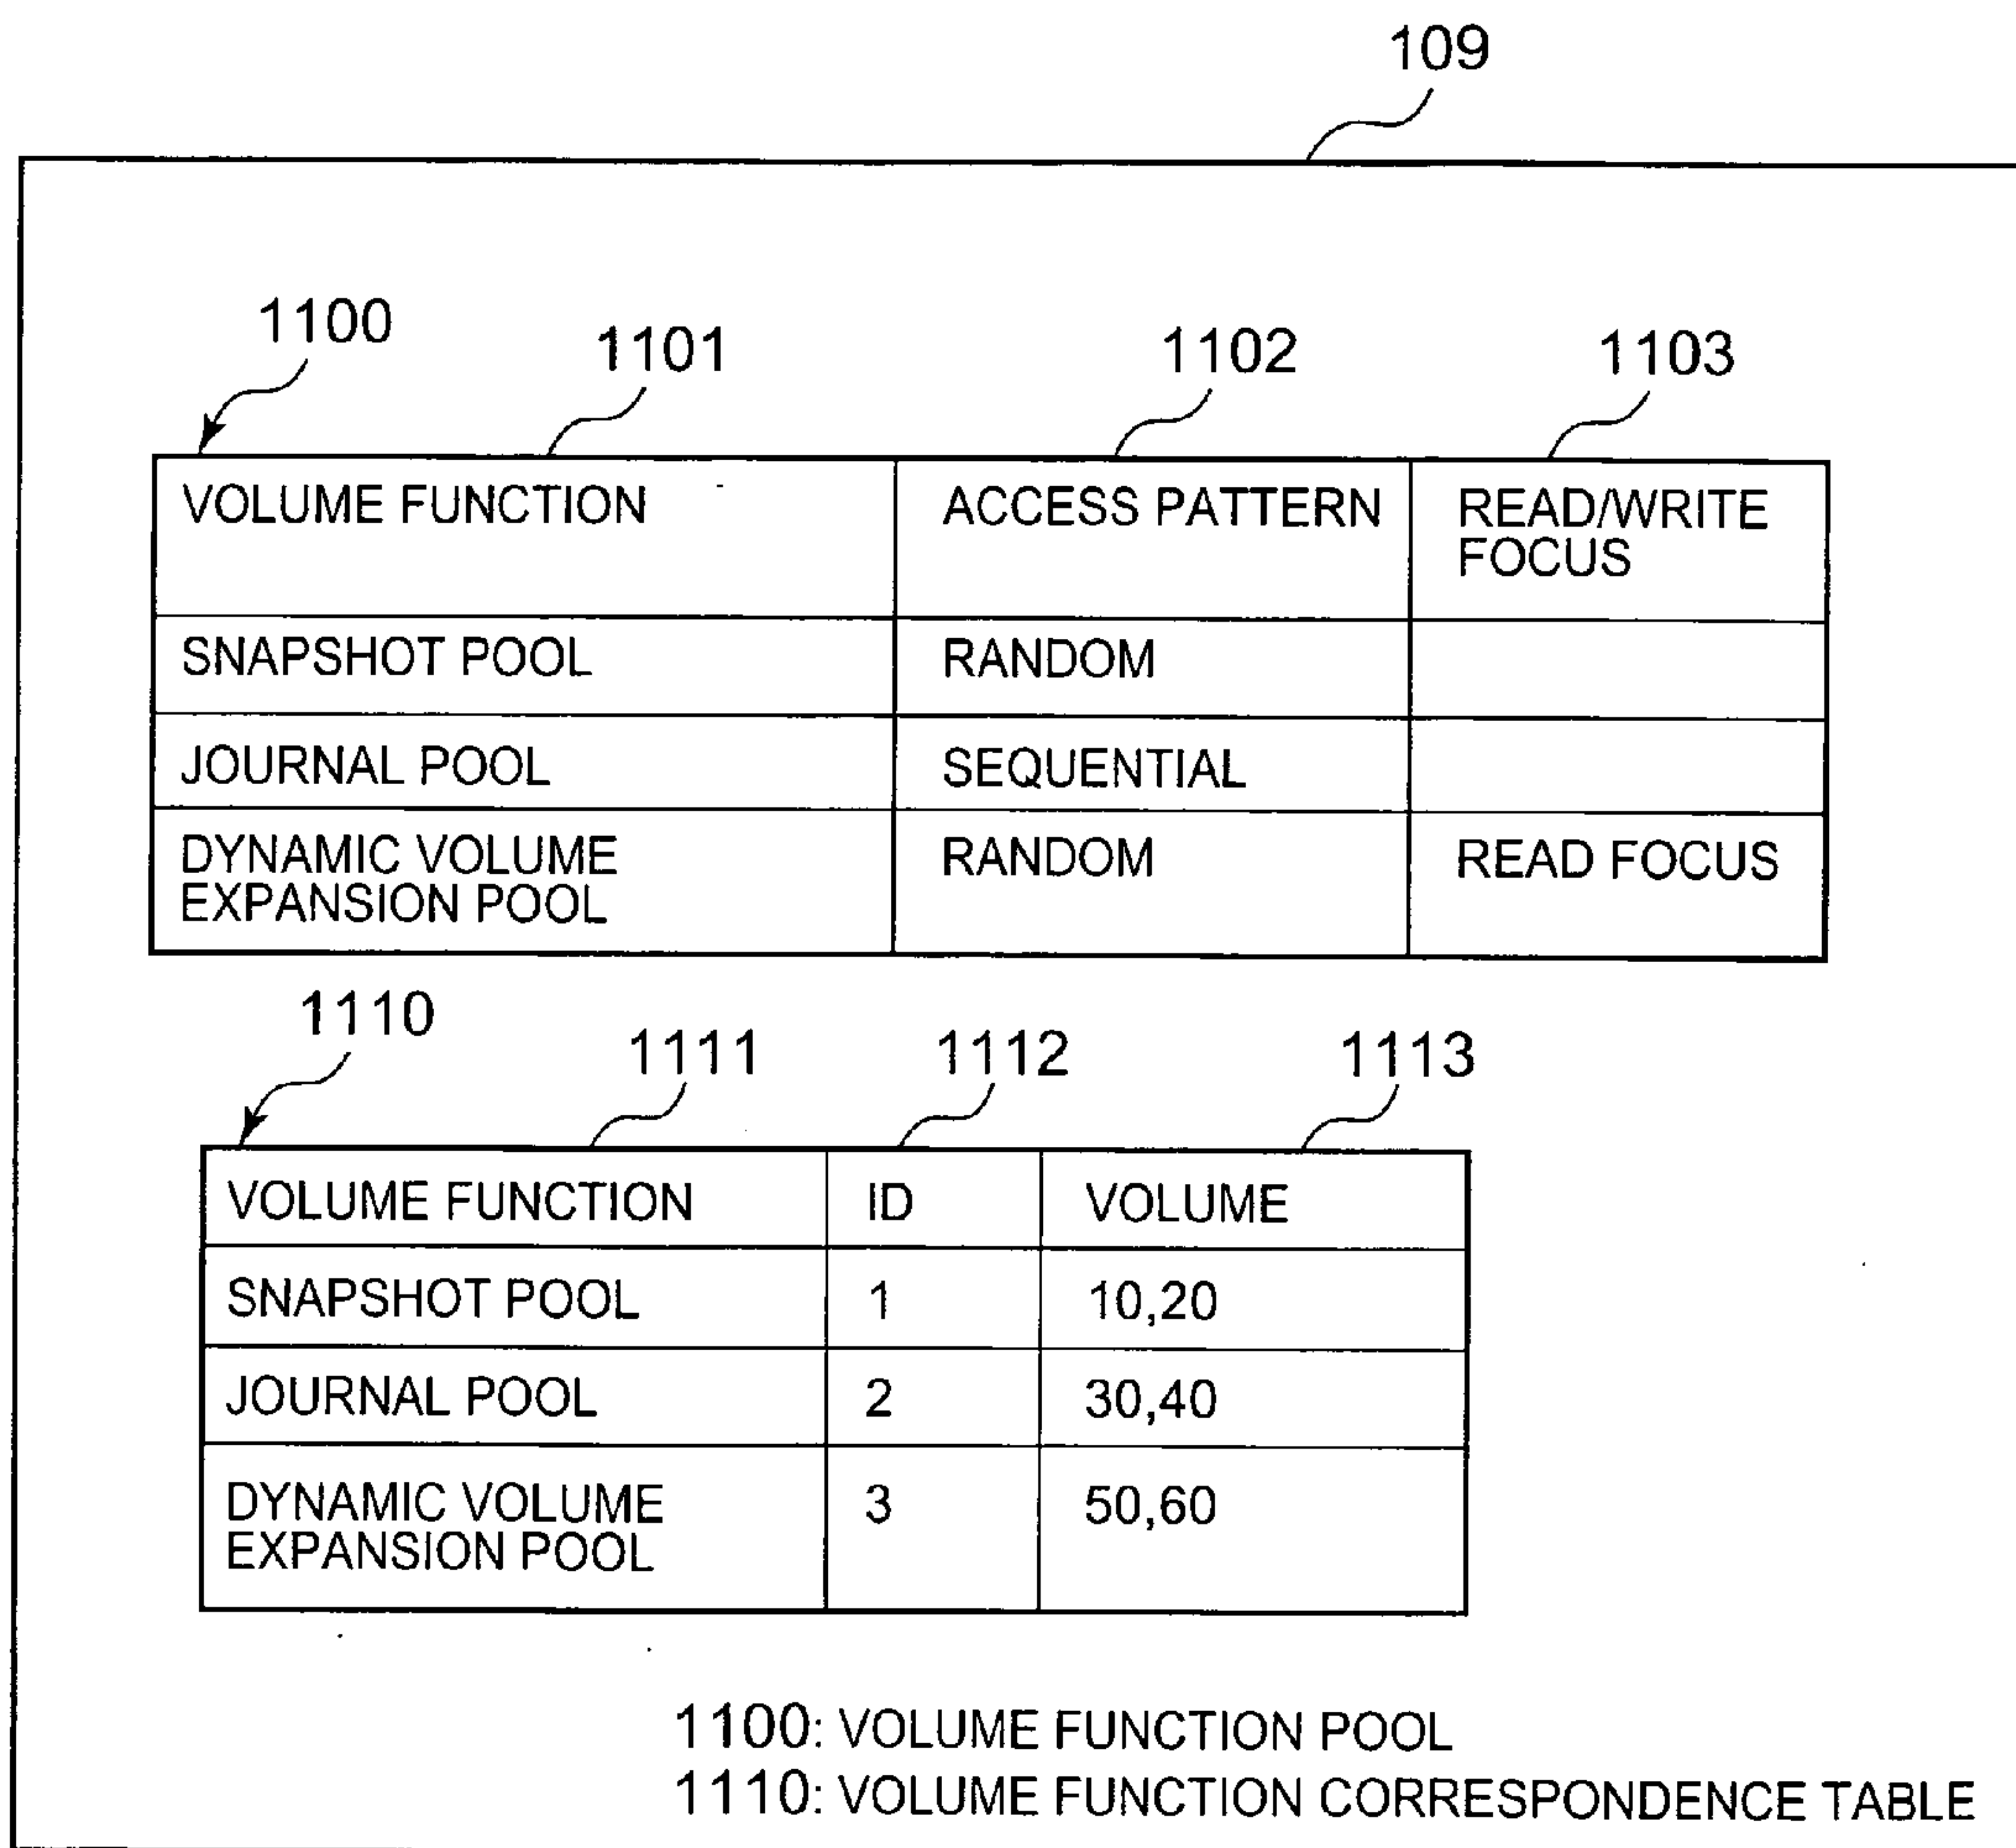 109
1100 1101 1102 1103
VOLUME FUNCTION ACCESS PATTERN READ/WRITE
FOCUS
SNAPSHOT POOL RANDOM
JOURNAL POOL SEQUENTIAL
DYNAMIC VOLUME RANDOM READ FOCUS
EXPANSION POOL
1110 1111 1112 1113
VOLUME FUNCTION ID VOLUME
SNAPSHOT POOL 1 10,20
JOURNAL POOL 2 30,40
DYNAMIC VOLUME 3 50,60
EXPANSION POOL
1100: VOLUME FUNCTION POOL
1110: VOLUME FUNCTION CORRESPONDENCE TABLE